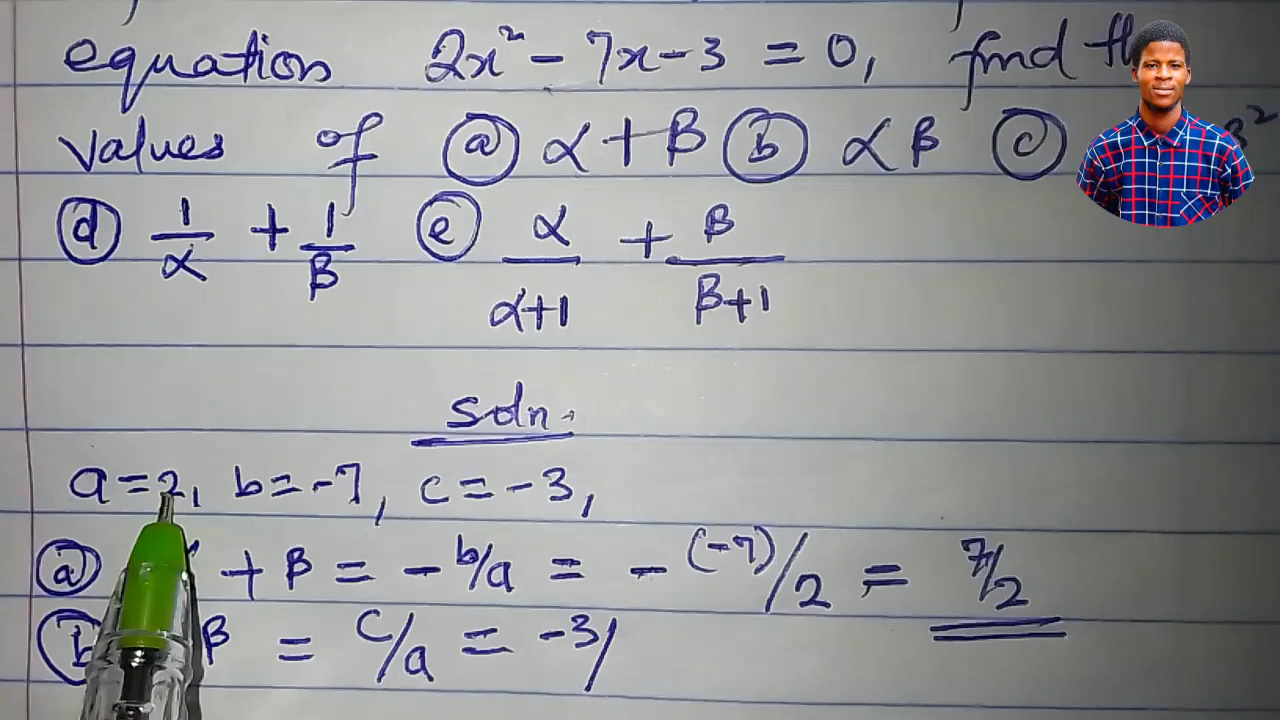 equation 2x² - 7x - 3 = 0, find
values of ⓐ α + β ⓑ αβ ⓒ
ⓓ 1/α + 1/β ⓔ α/(α+1) + β/(β+1)
Soln.
a = 2, b = -7, c = -3,
ⓐ + β = -b/a = -(-7)/2 = 7/2
ⓑ β = c/a = -3/